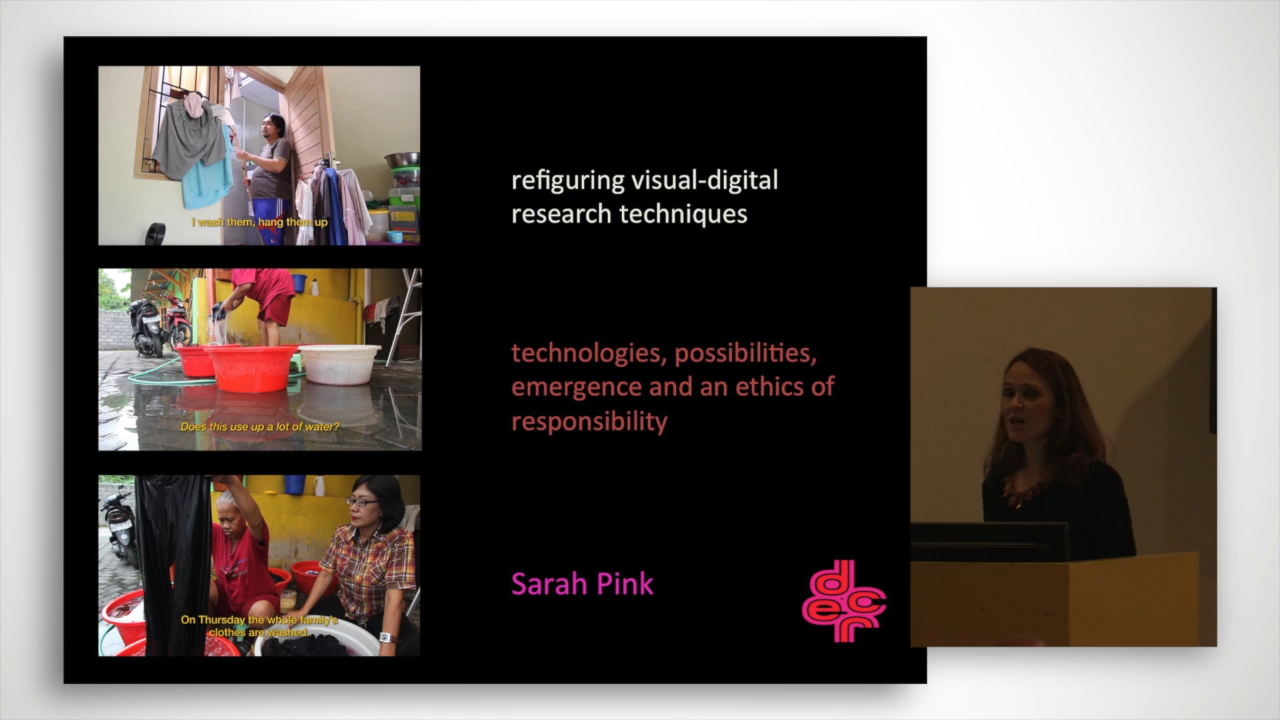 I wash them, hang them up
Does this use up a lot of water?
On Thursday the whole family's
clothes are washed.
refiguring visual-digital
research techniques
technologies, possibilities,
emergence and an ethics of
responsibility
Sarah Pink
d
e r c
r